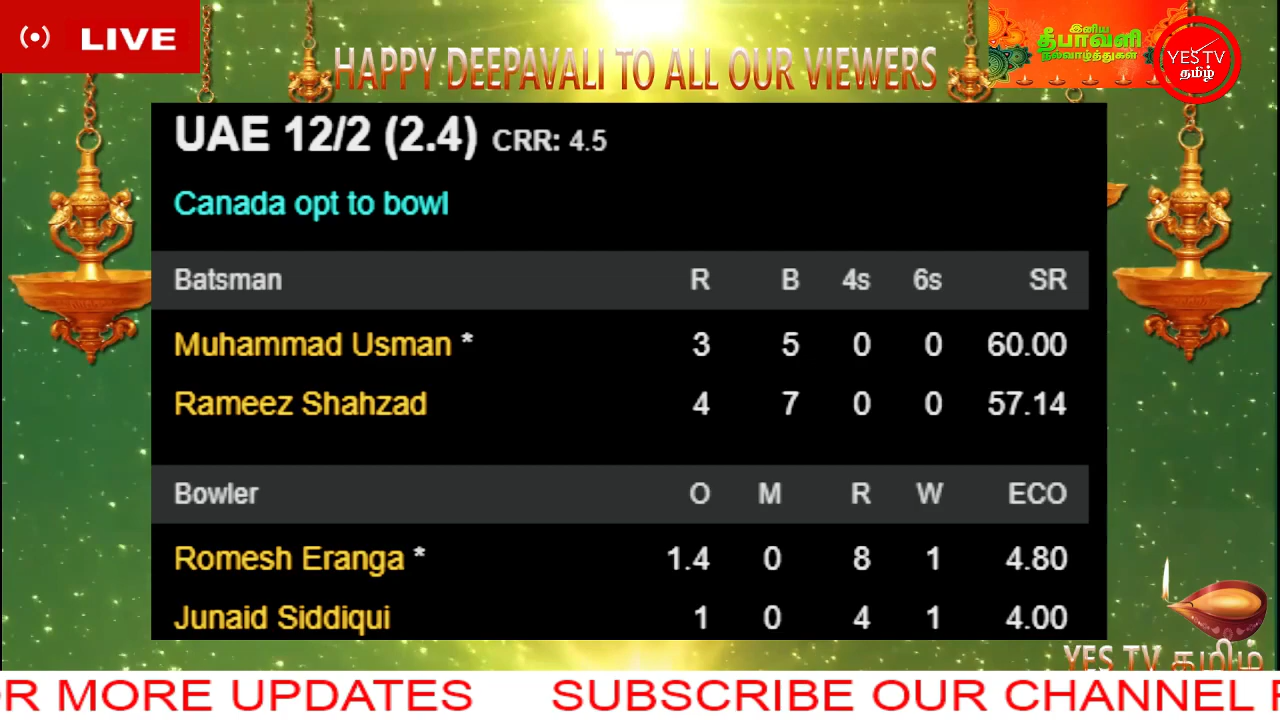 LIVE
HAPPY DEEPAVALI TO ALL OUR VIEWERS
இனிய
தீபாவளி
நல்வாழ்த்துகள்
YES TV
தமிழ்
UAE 12/2 (2.4) CRR: 4.5
Canada opt to bowl
Batsman R B 4s 6s SR
Muhammad Usman * 3 5 0 0 60.00
Rameez Shahzad 4 7 0 0 57.14
Bowler O M R W ECO
Romesh Eranga * 1.4 0 8 1 4.80
Junaid Siddiqui 1 0 4 1 4.00
YES TV தமிழ்
OR MORE UPDATES SUBSCRIBE OUR CHANNEL F